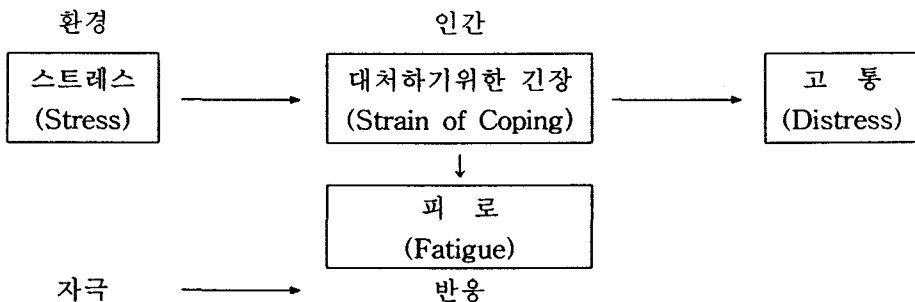 환경 인간
스트레스 대처하기위한 긴장 고 통
(Stress) (Strain of Coping) (Distress)
피 로
(Fatigue)
자극 반응